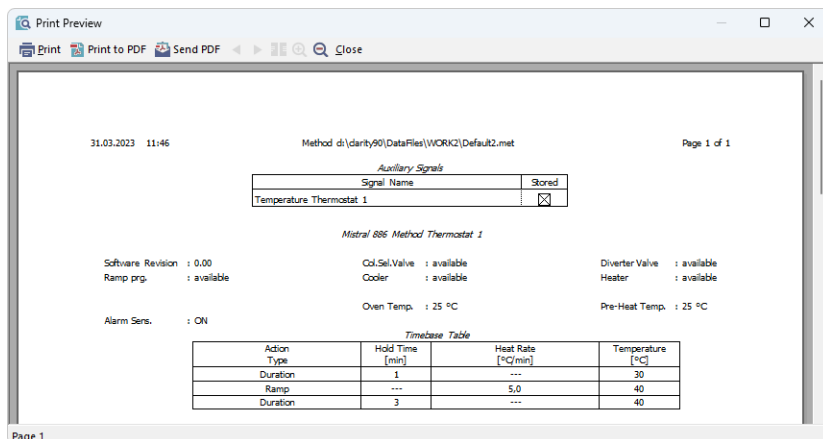 Print Preview
Print Print to PDF Send PDF Close
31.03.2023 11:46 Method d:\clarity90\DataFiles\WORK2\Default2.met Page 1 of 1
Auxiliary Signals
Signal Name Stored
Temperature Thermostat 1
Mistral 886 Method Thermostat 1
Software Revision : 0.00 Col.Sel.Valve : available Diverter Valve : available
Ramp prg. : available Cooler : available Heater : available
Oven Temp. : 25 °C Pre-Heat Temp. : 25 °C
Alarm Sens. : ON
Timebase Table
Action Hold Time Heat Rate Temperature
Type [min] [°C/min] [°C]
Duration 1 --- 30
Ramp --- 5,0 40
Duration 3 --- 40
Page 1